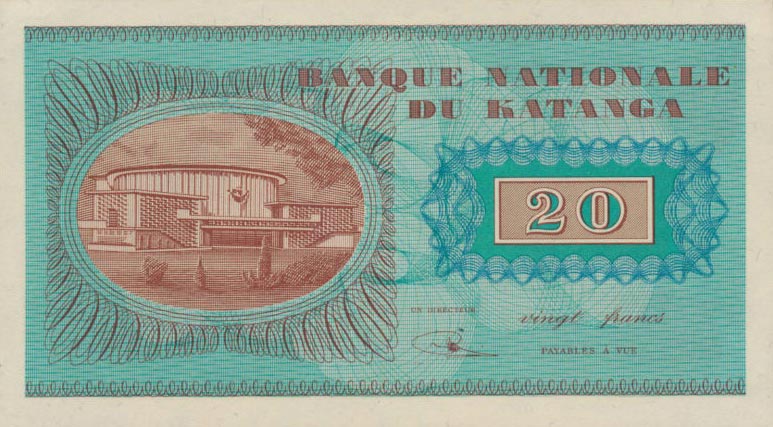 BANQUE NATIONALE
DU KATANGA
20
UN DIRECTEUR
vingt francs
PAYABLES À VUE